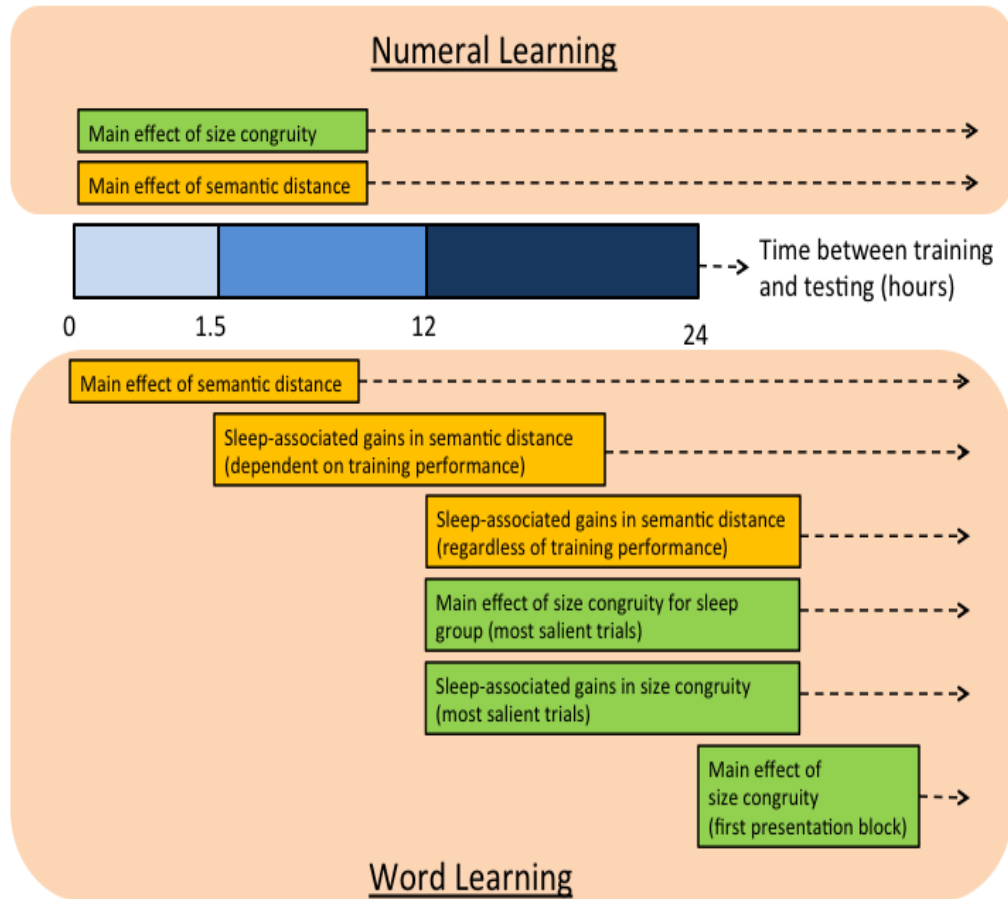 Numeral Learning
Main effect of size congruity
Main effect of semantic distance
Time between training
and testing (hours)
0
1.5
12
24
Main effect of semantic distance
Sleep-associated gains in semantic distance
(dependent on training performance)
Sleep-associated gains in semantic distance
(regardless of training performance)
Main effect of size congruity for sleep
group (most salient trials)
Sleep-associated gains in size congruity
(most salient trials)
Main effect of
size congruity
(first presentation block)
Word Learning